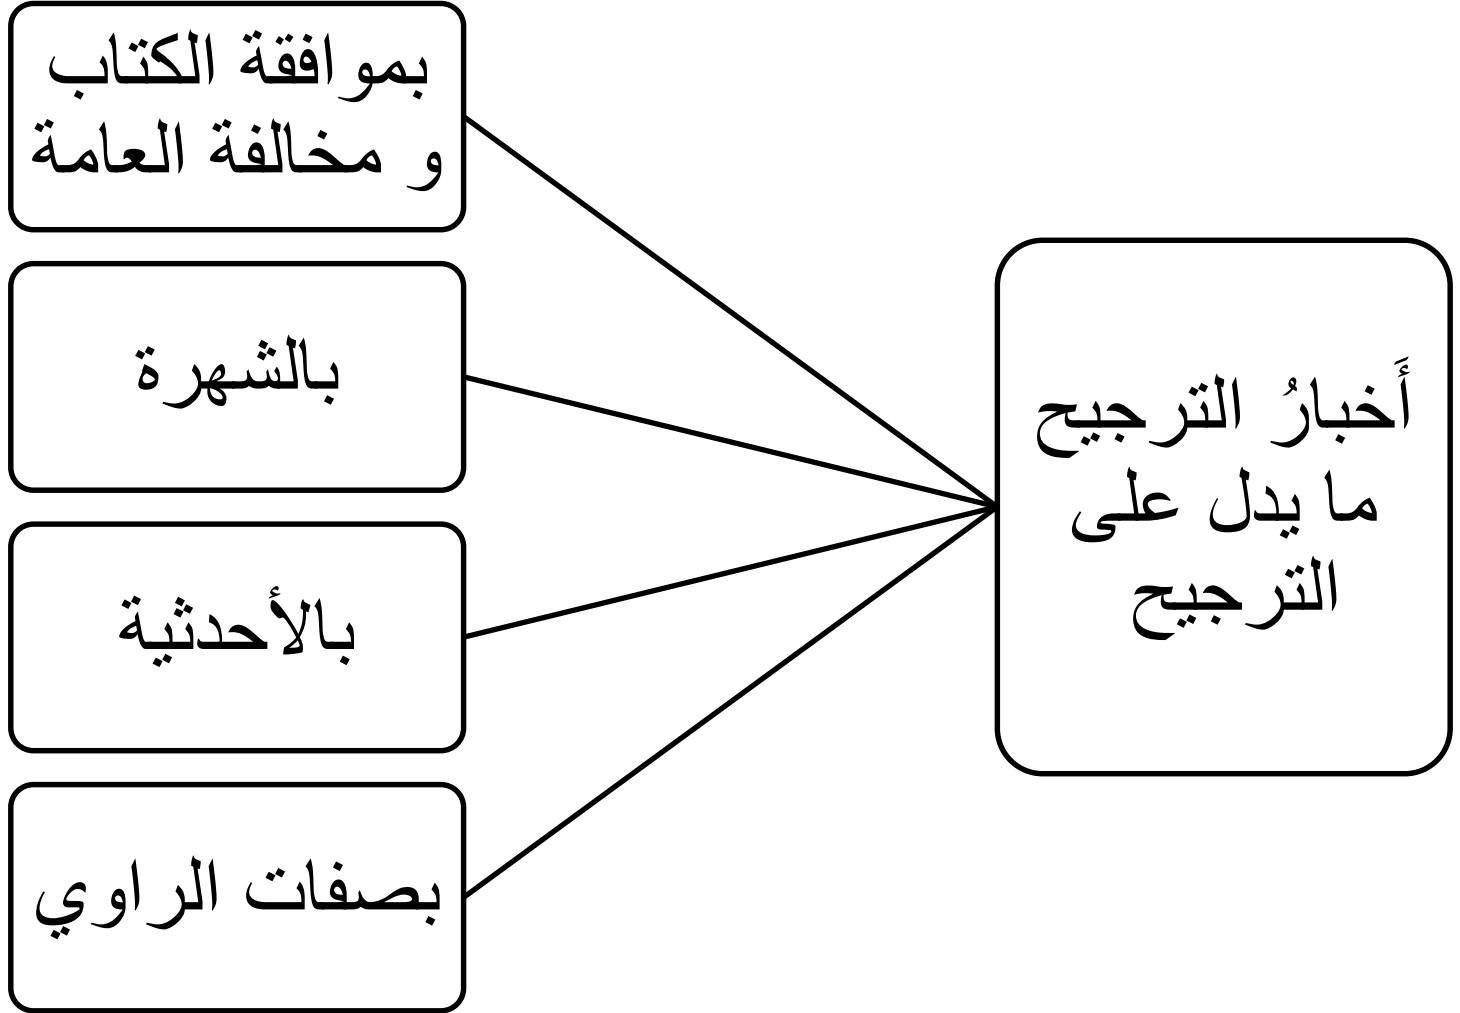 أَخبارُ الترجيح
ما يدل على
الترجيح
بموافقة الكتاب
و مخالفة العامة
بالشهرة
بالأحدثية
بصفات الراوي